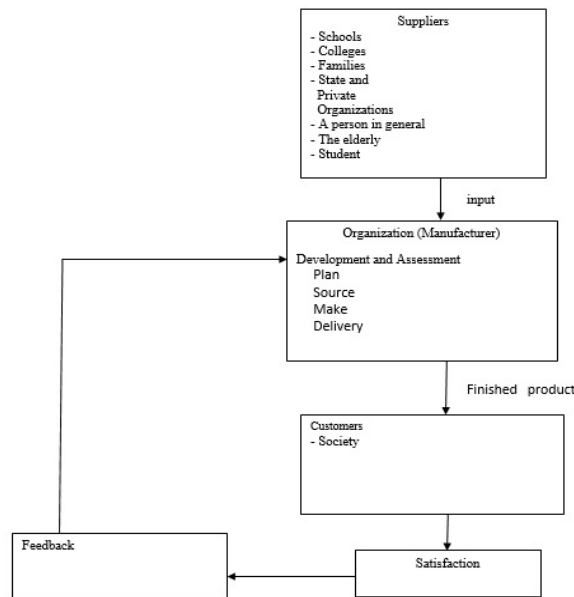 Suppliers
- Schools
- Colleges
- Families
- State and
Private
Organizations
- A person in general
- The elderly
- Student
input
Organization (Manufacturer)
Development and Assessment
Plan
Source
Make
Delivery
Finished product
Customers
- Society
Feedback
Satisfaction